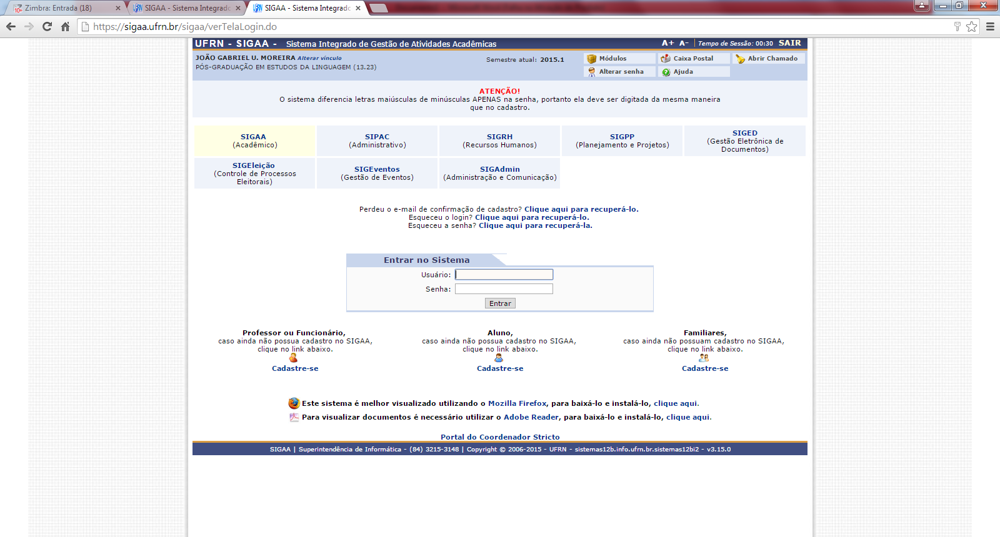 Zimbra: Entrada (18)
SIGAA - Sistema Integrado
SIGAA - Sistema Integrado
https://sigaa.ufrn.br/sigaa/verTelaLogin.do
UFRN - SIGAA - Sistema Integrado de Gestão de Atividades Acadêmicas
A+ A- Tempo de Sessão: 00:30 SAIR
JOÃO GABRIEL U. MOREIRA Alterar vínculo
PÓS-GRADUAÇÃO EM ESTUDOS DA LINGUAGEM (13.23)
Semestre atual: 2015.1
Módulos
Caixa Postal
Abrir Chamado
Alterar senha
Ajuda
ATENÇÃO!
O sistema diferencia letras maiúsculas de minúsculas APENAS na senha, portanto ela deve ser digitada da mesma maneira
que no cadastro.
SIGAA
(Acadêmico)
SIPAC
(Administrativo)
SIGRH
(Recursos Humanos)
SIGPP
(Planejamento e Projetos)
SIGED
(Gestão Eletrônica de
Documentos)
SIGEleição
(Controle de Processos
Eleitorais)
SIGEventos
(Gestão de Eventos)
SIGAdmin
(Administração e Comunicação)
Perdeu o e-mail de confirmação de cadastro? Clique aqui para recuperá-lo.
Esqueceu o login? Clique aqui para recuperá-lo.
Esqueceu a senha? Clique aqui para recuperá-la.
Entrar no Sistema
Usuário:
Senha:
Entrar
Professor ou Funcionário,
caso ainda não possua cadastro no SIGAA,
clique no link abaixo.
Cadastre-se
Aluno,
caso ainda não possua cadastro no SIGAA,
clique no link abaixo.
Cadastre-se
Familiares,
caso ainda não possuam cadastro no SIGAA,
clique no link abaixo.
Cadastre-se
Este sistema é melhor visualizado utilizando o Mozilla Firefox, para baixá-lo e instalá-lo, clique aqui.
Para visualizar documentos é necessário utilizar o Adobe Reader, para baixá-lo e instalá-lo, clique aqui.
Portal do Coordenador Stricto
SIGAA | Superintendência de Informática - (84) 3215-3148 | Copyright © 2006-2015 - UFRN - sistemas12b.info.ufrn.br.sistemas12bi2 - v3.15.0